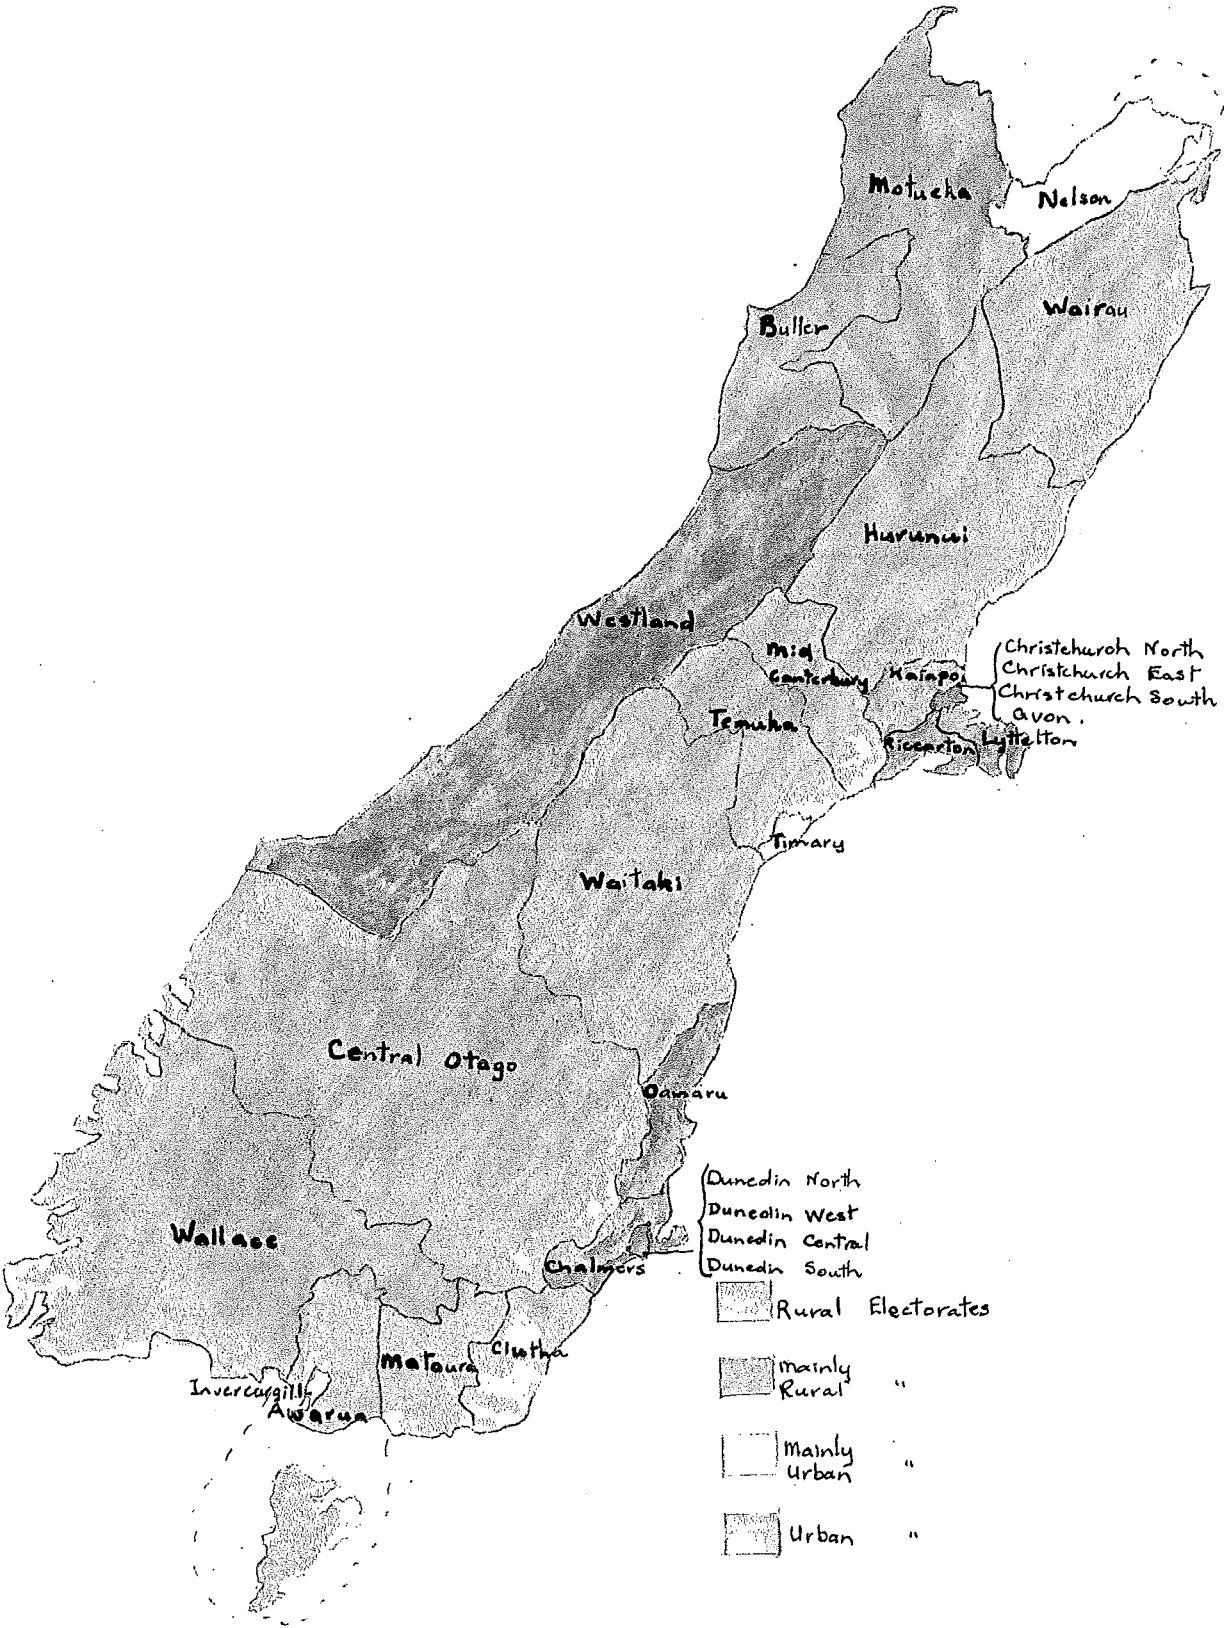 Motueka
Nelson
Wairau
Buller
Hurunui
Westland
Mid
Canterbury
Kaiapoi
Christchurch North
Christchurch East
Christchurch South
Avon.
Temuka
Riccarton
Lyttelton
Timaru
Waitaki
Central Otago
Oamaru
Dunedin North
Dunedin West
Dunedin Central
Dunedin South
Wallace
Chalmers
Rural Electorates
Clutha
Mataura
mainly
Rural "
Invercargill
Awarua
Mainly
Urban "
Urban "